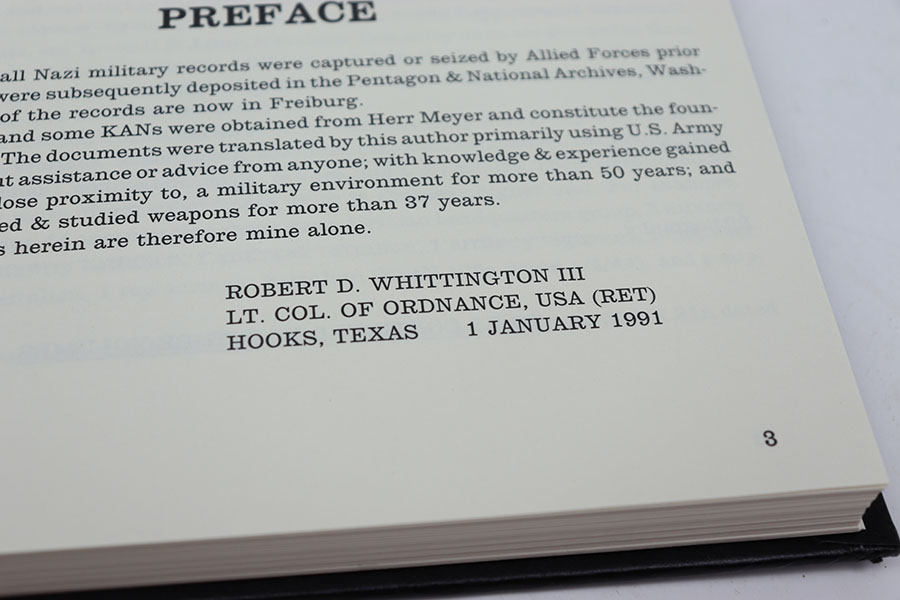 PREFACE
all Nazi military records were captured or seized by Allied Forces prior
were subsequently deposited in the Pentagon & National Archives, Wash-
of the records are now in Freiburg.
and some KANs were obtained from Herr Meyer and constitute the foun-
The documents were translated by this author primarily using U.S. Army
ut assistance or advice from anyone; with knowledge & experience gained
lose proximity to, a military environment for more than 50 years; and
ed & studied weapons for more than 37 years.
s herein are therefore mine alone.
ROBERT D. WHITTINGTON III
LT. COL. OF ORDNANCE, USA (RET)
HOOKS, TEXAS 1 JANUARY 1991
3